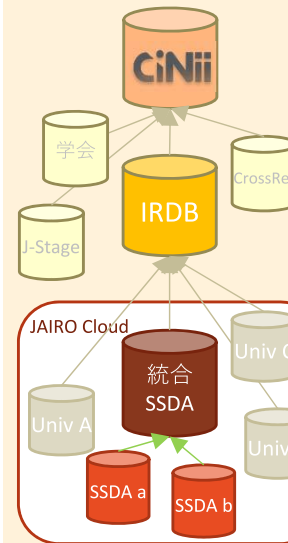 CiNii
学会
CrossRe
IRDB
J-Stage
JAIRO Cloud
統合
SSDA
Univ C
Univ A
Univ
SSDA a
SSDA b